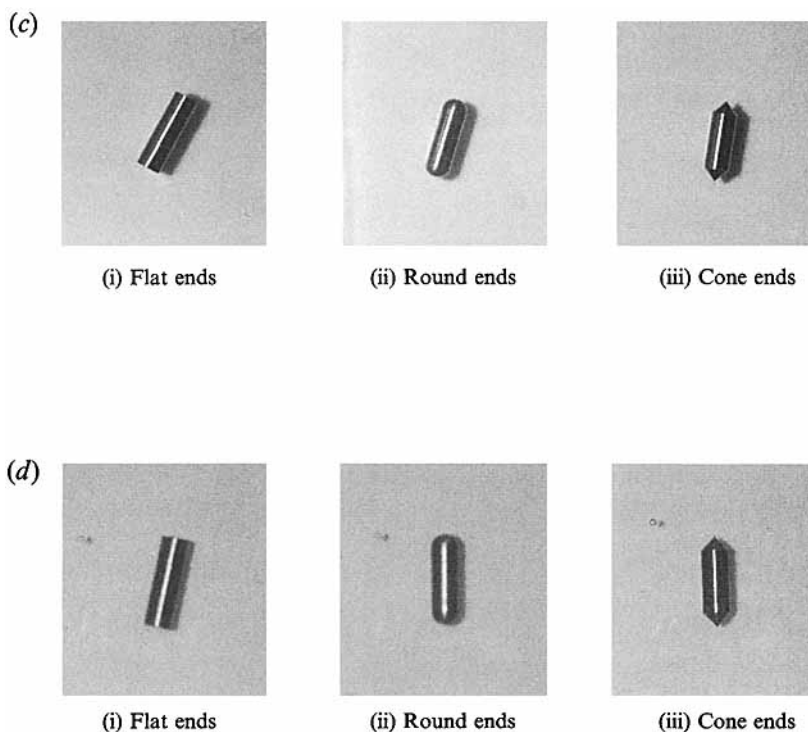 (c)
(i) Flat ends
(ii) Round ends
(iii) Cone ends
(d)
(i) Flat ends
(ii) Round ends
(iii) Cone ends